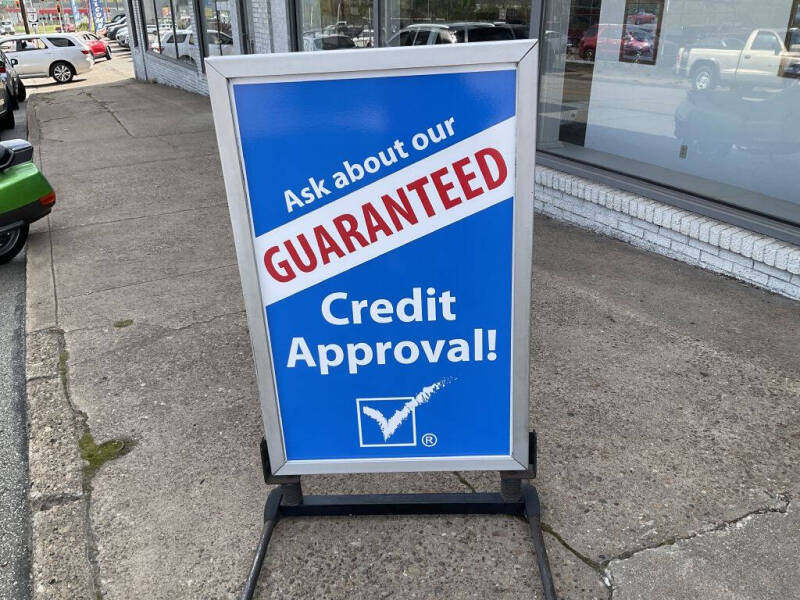 Ask about our
GUARANTEED
Credit
Approval!
®